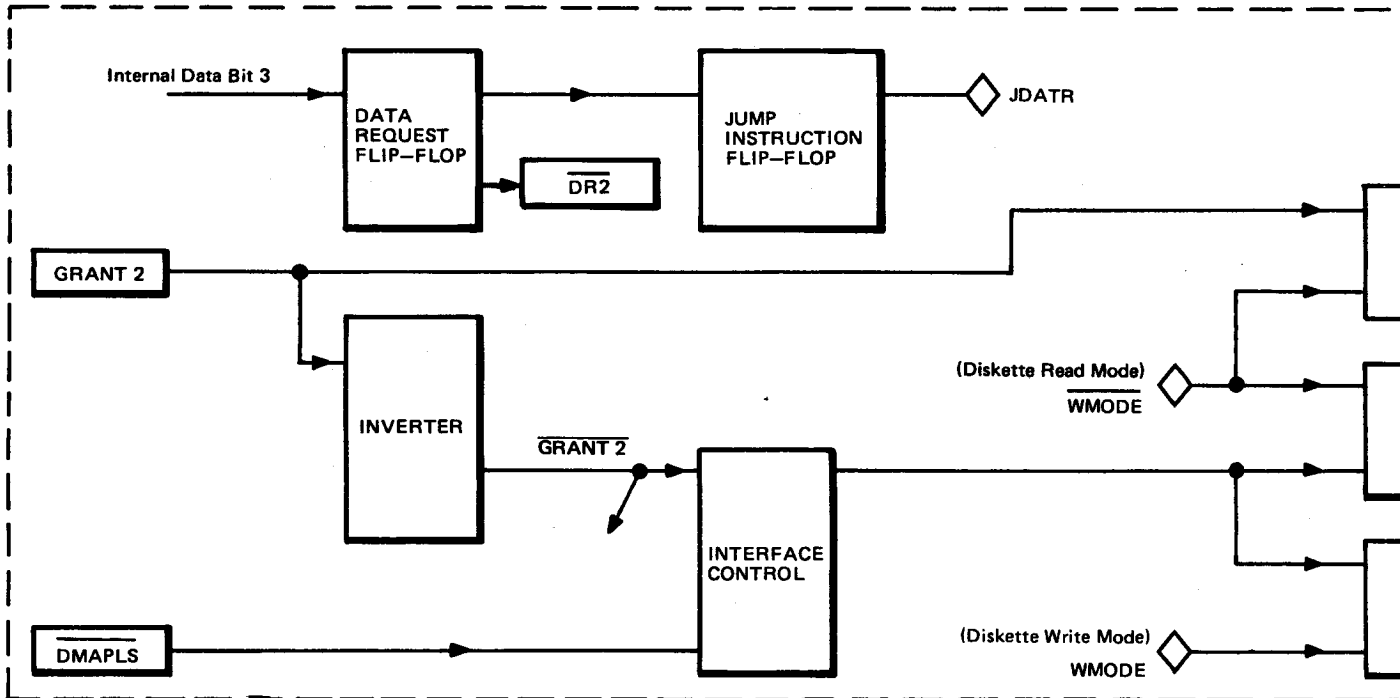 Internal Data Bit 3
DATA
REQUEST
FLIP–FLOP
JUMP
INSTRUCTION
FLIP–FLOP
JDATR
DR2
GRANT 2
INVERTER
GRANT 2
(Diskette Read Mode)
WMODE
INTERFACE
CONTROL
DMAPLS
(Diskette Write Mode)
WMODE